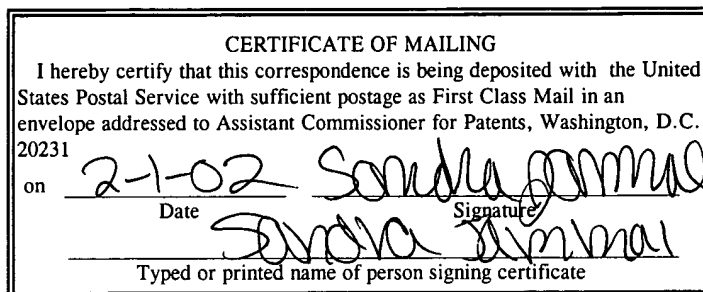 CERTIFICATE OF MAILING
I hereby certify that this correspondence is being deposited with the United
States Postal Service with sufficient postage as First Class Mail in an
envelope addressed to Assistant Commissioner for Patents, Washington, D.C.
20231
on 2-1-02 Sandra
Date Signature
Sandra
Typed or printed name of person signing certificate